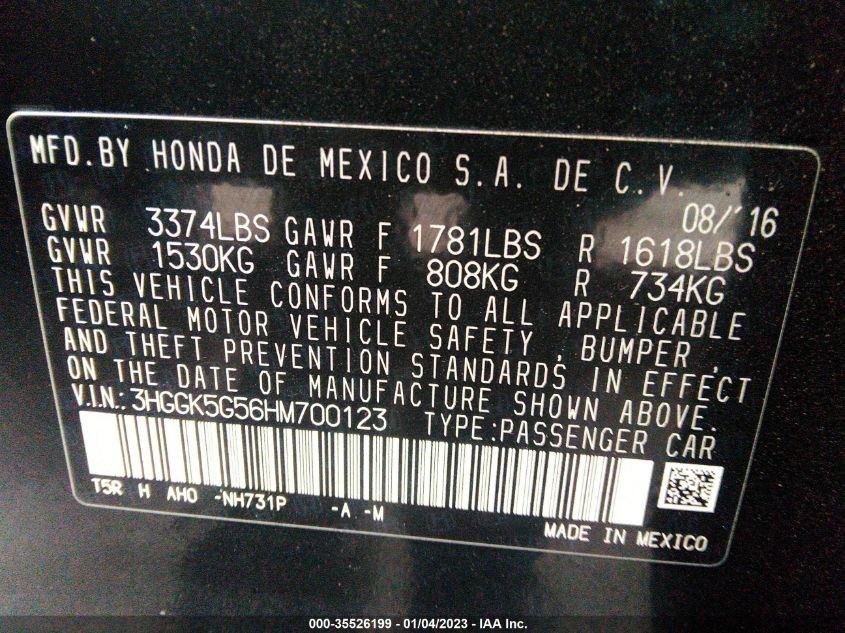 MFD.BY HONDA DE MEXICO S.A. DE C.V.
08/'16
GVWR 3374LBS GAWR F 1781LBS R 1618LBS
GVWR 1530KG GAWR F 808KG R 734KG
THIS VEHICLE CONFORMS TO ALL APPLICABLE
FEDERAL MOTOR VEHICLE SAFETY , BUMPER ,
AND THEFT PREVENTION STANDARDS IN EFFECT
ON THE DATE OF MANUFACTURE SHOWN ABOVE.
V.I.N.: 3HGGK5G56HM700123 TYPE:PASSENGER CAR
T5R H AHO -NH731P -A -M
MADE IN MEXICO
000-35526199 - 01/04/2023 - IAA Inc.